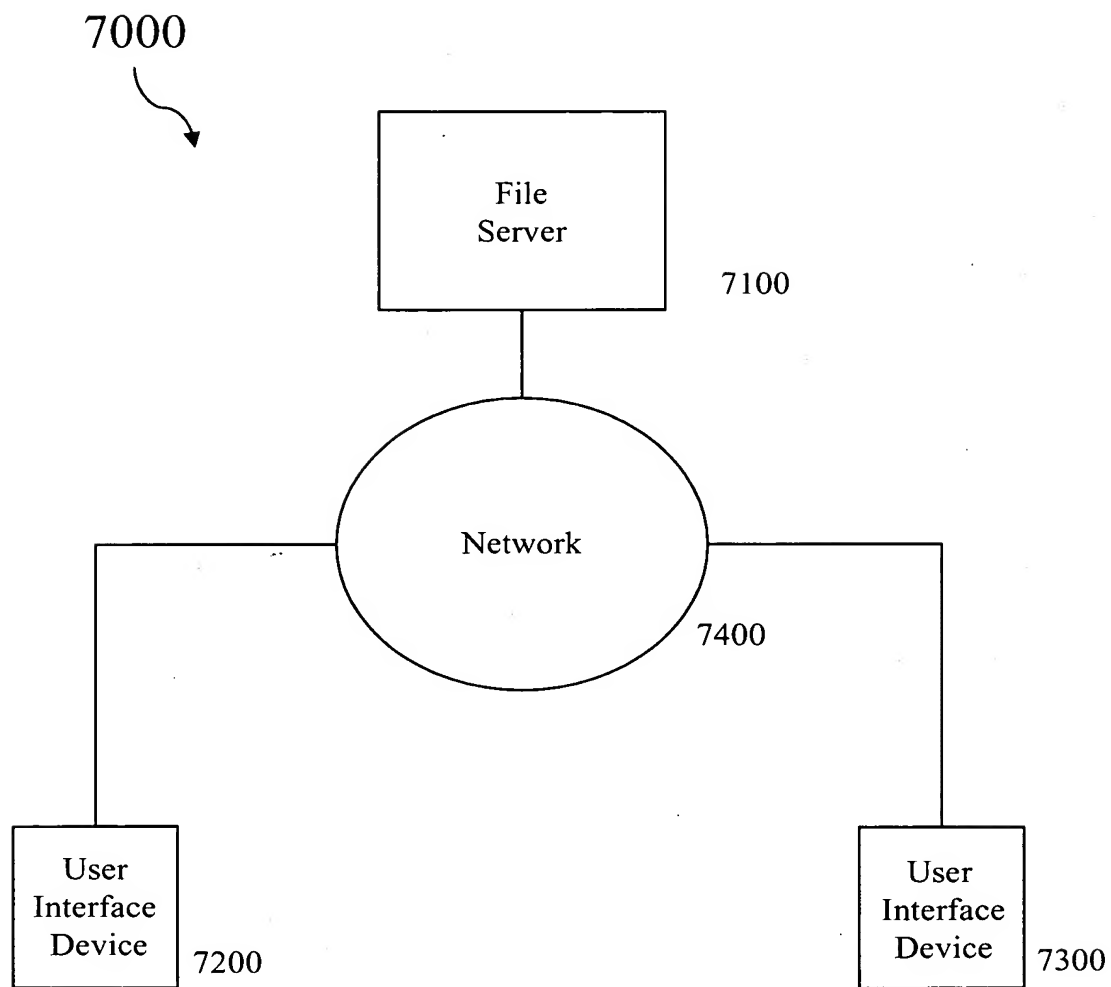 7000
File
Server
7100
Network
7400
User
Interface
Device
7200
User
Interface
Device
7300